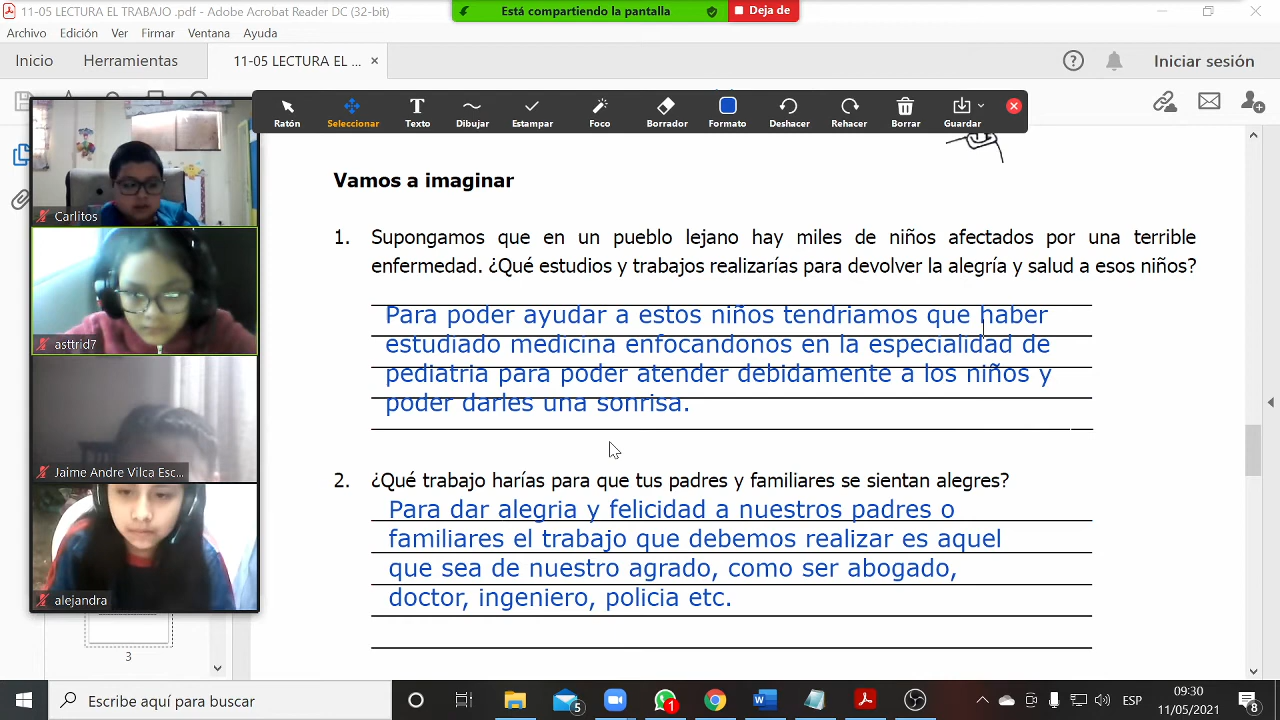 11-05 LECTURA EL TRABAJO .pdf - Adobe Acrobat Reader DC (32-bit)
Está compartiendo la pantalla
Deja de
Archivo Edición Ver Firmar Ventana Ayuda
Inicio Herramientas 11-05 LECTURA EL ... Iniciar sesión
Ratón Seleccionar Texto Dibujar Estampar Foco Borrador Formato Deshacer Rehacer Borrar Guardar
Vamos a imaginar
1. Supongamos que en un pueblo lejano hay miles de niños afectados por una terrible
enfermedad. ¿Qué estudios y trabajos realizarías para devolver la alegría y salud a esos niños?
Para poder ayudar a estos niños tendriamos que haber
estudiado medicina enfocandonos en la especialidad de
pediatria para poder atender debidamente a los niños y
poder darles una sonrisa.
2. ¿Qué trabajo harías para que tus padres y familiares se sientan alegres?
Para dar alegria y felicidad a nuestros padres o
familiares el trabajo que debemos realizar es aquel
que sea de nuestro agrado, como ser abogado,
doctor, ingeniero, policia etc.
Carlitos
asttrid7
Jaime Andre Vilca Esc...
alejandra
3
Escribe aquí para buscar
5
1
ESP
09:30
11/05/2021
8